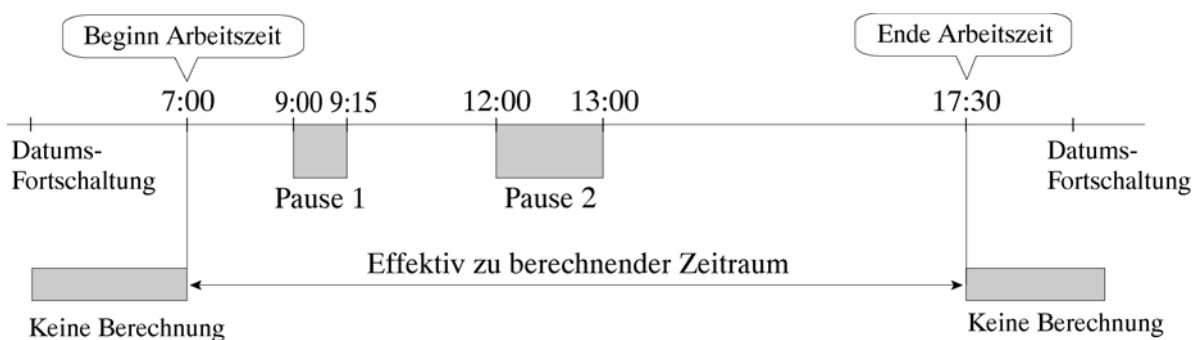 Beginn Arbeitszeit
Ende Arbeitszeit
7:00
9:00 9:15
12:00
13:00
17:30
Datums-
Fortschaltung
Pause 1
Pause 2
Datums-
Fortschaltung
Effektiv zu berechnender Zeitraum
Keine Berechnung
Keine Berechnung